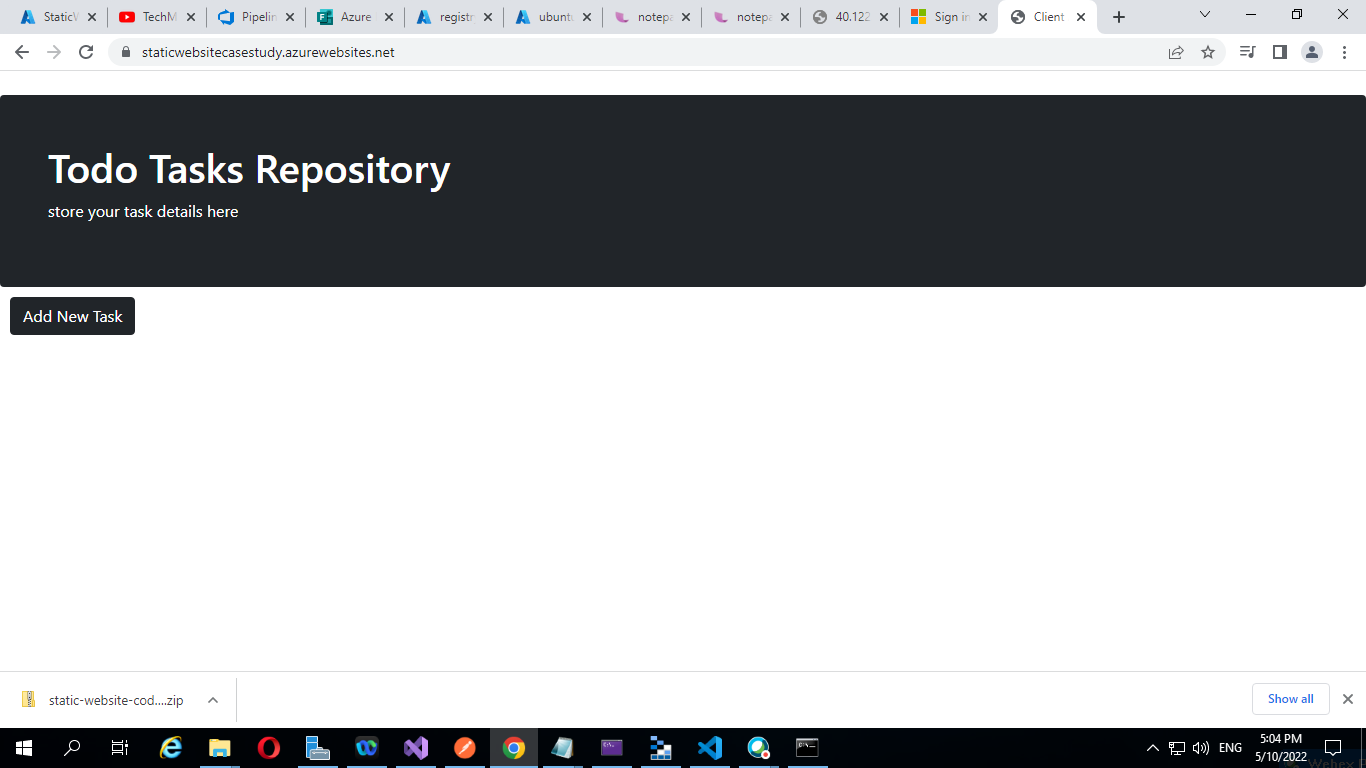 StaticW
TechM
Pipelin
Azure
registr
ubuntu
notepa
notepa
40.122
Sign in
Client
staticwebsitecasestudy.azurewebsites.net
Todo Tasks Repository
store your task details here
Add New Task
static-website-cod....zip
Show all
ENG
5:04 PM
5/10/2022